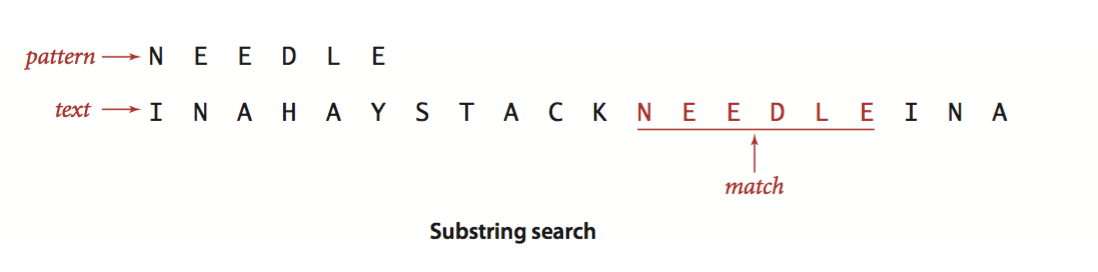 pattern N E E D L E
text I N A H A Y S T A C K N E E D L E I N A
match
Substring search